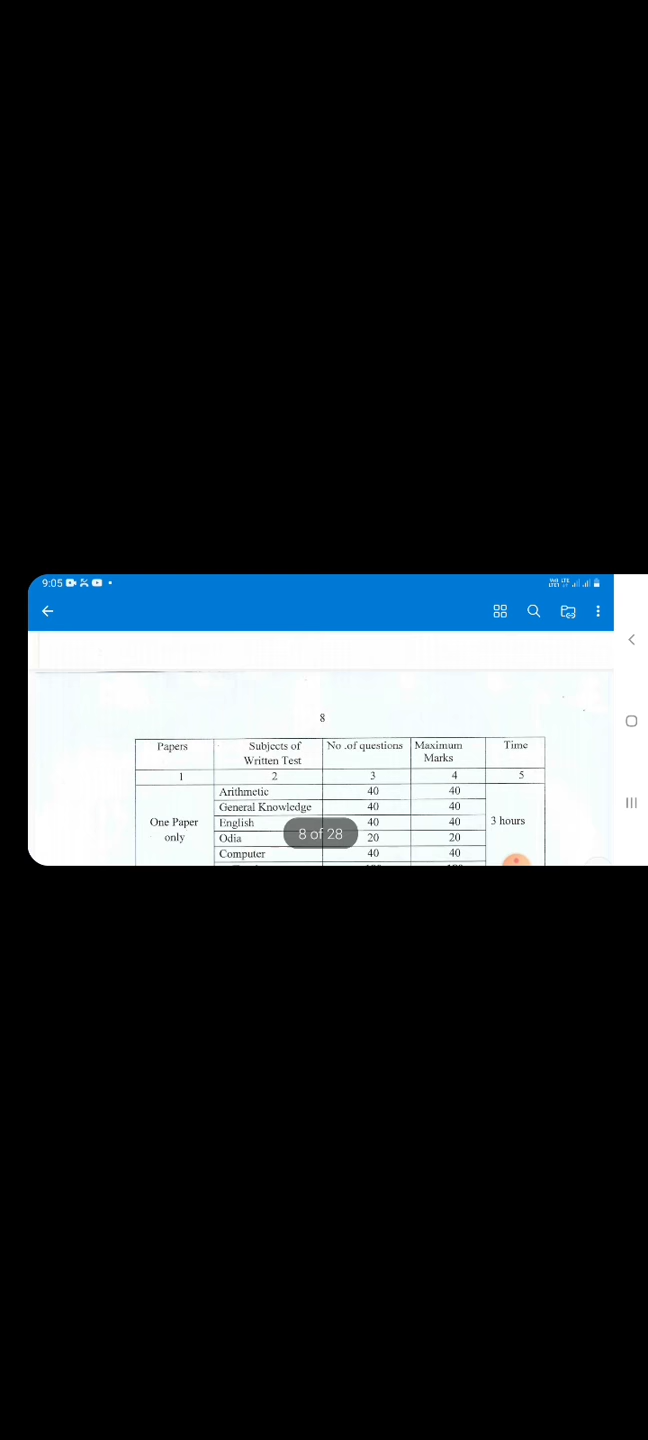 9:05
8
Papers Subjects of Written Test No .of questions Maximum Marks Time
1 2 3 4 5
One Paper only Arithmetic 40 40 3 hours
General Knowledge 40 40
English 40 40
Odia 20 20
Computer 40 40
8 of 28